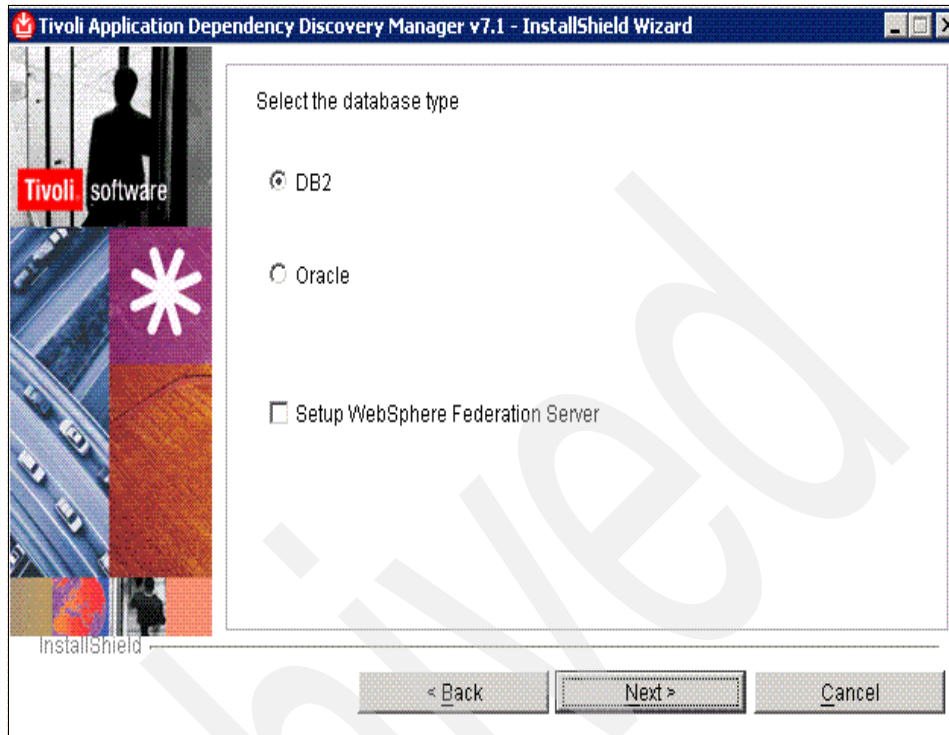 Tivoli Application Dependency Discovery Manager v7.1 - InstallShield Wizard
Select the database type
DB2
Tivoli. software
Oracle
Setup WebSphere Federation Server
InstallShield
< Back
Next >
Cancel
hived